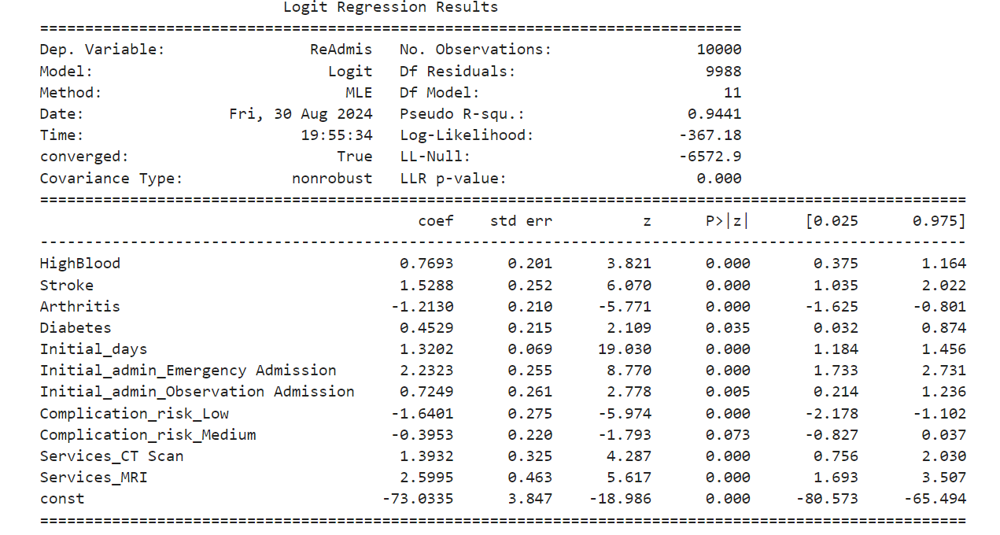 Logit Regression Results
==============================================================================
Dep. Variable: ReAdmis No. Observations: 10000
Model: Logit Df Residuals: 9988
Method: MLE Df Model: 11
Date: Fri, 30 Aug 2024 Pseudo R-squ.: 0.9441
Time: 19:55:34 Log-Likelihood: -367.18
converged: True LL-Null: -6572.9
Covariance Type: nonrobust LLR p-value: 0.000
=======================================================================================================
coef std err z P>|z| [0.025 0.975]
-------------------------------------------------------------------------------------------------------
HighBlood 0.7693 0.201 3.821 0.000 0.375 1.164
Stroke 1.5288 0.252 6.070 0.000 1.035 2.022
Arthritis -1.2130 0.210 -5.771 0.000 -1.625 -0.801
Diabetes 0.4529 0.215 2.109 0.035 0.032 0.874
Initial_days 1.3202 0.069 19.030 0.000 1.184 1.456
Initial_admin_Emergency Admission 2.2323 0.255 8.770 0.000 1.733 2.731
Initial_admin_Observation Admission 0.7249 0.261 2.778 0.005 0.214 1.236
Complication_risk_Low -1.6401 0.275 -5.974 0.000 -2.178 -1.102
Complication_risk_Medium -0.3953 0.220 -1.793 0.073 -0.827 0.037
Services_CT Scan 1.3932 0.325 4.287 0.000 0.756 2.030
Services_MRI 2.5995 0.463 5.617 0.000 1.693 3.507
const -73.0335 3.847 -18.986 0.000 -80.573 -65.494
=======================================================================================================